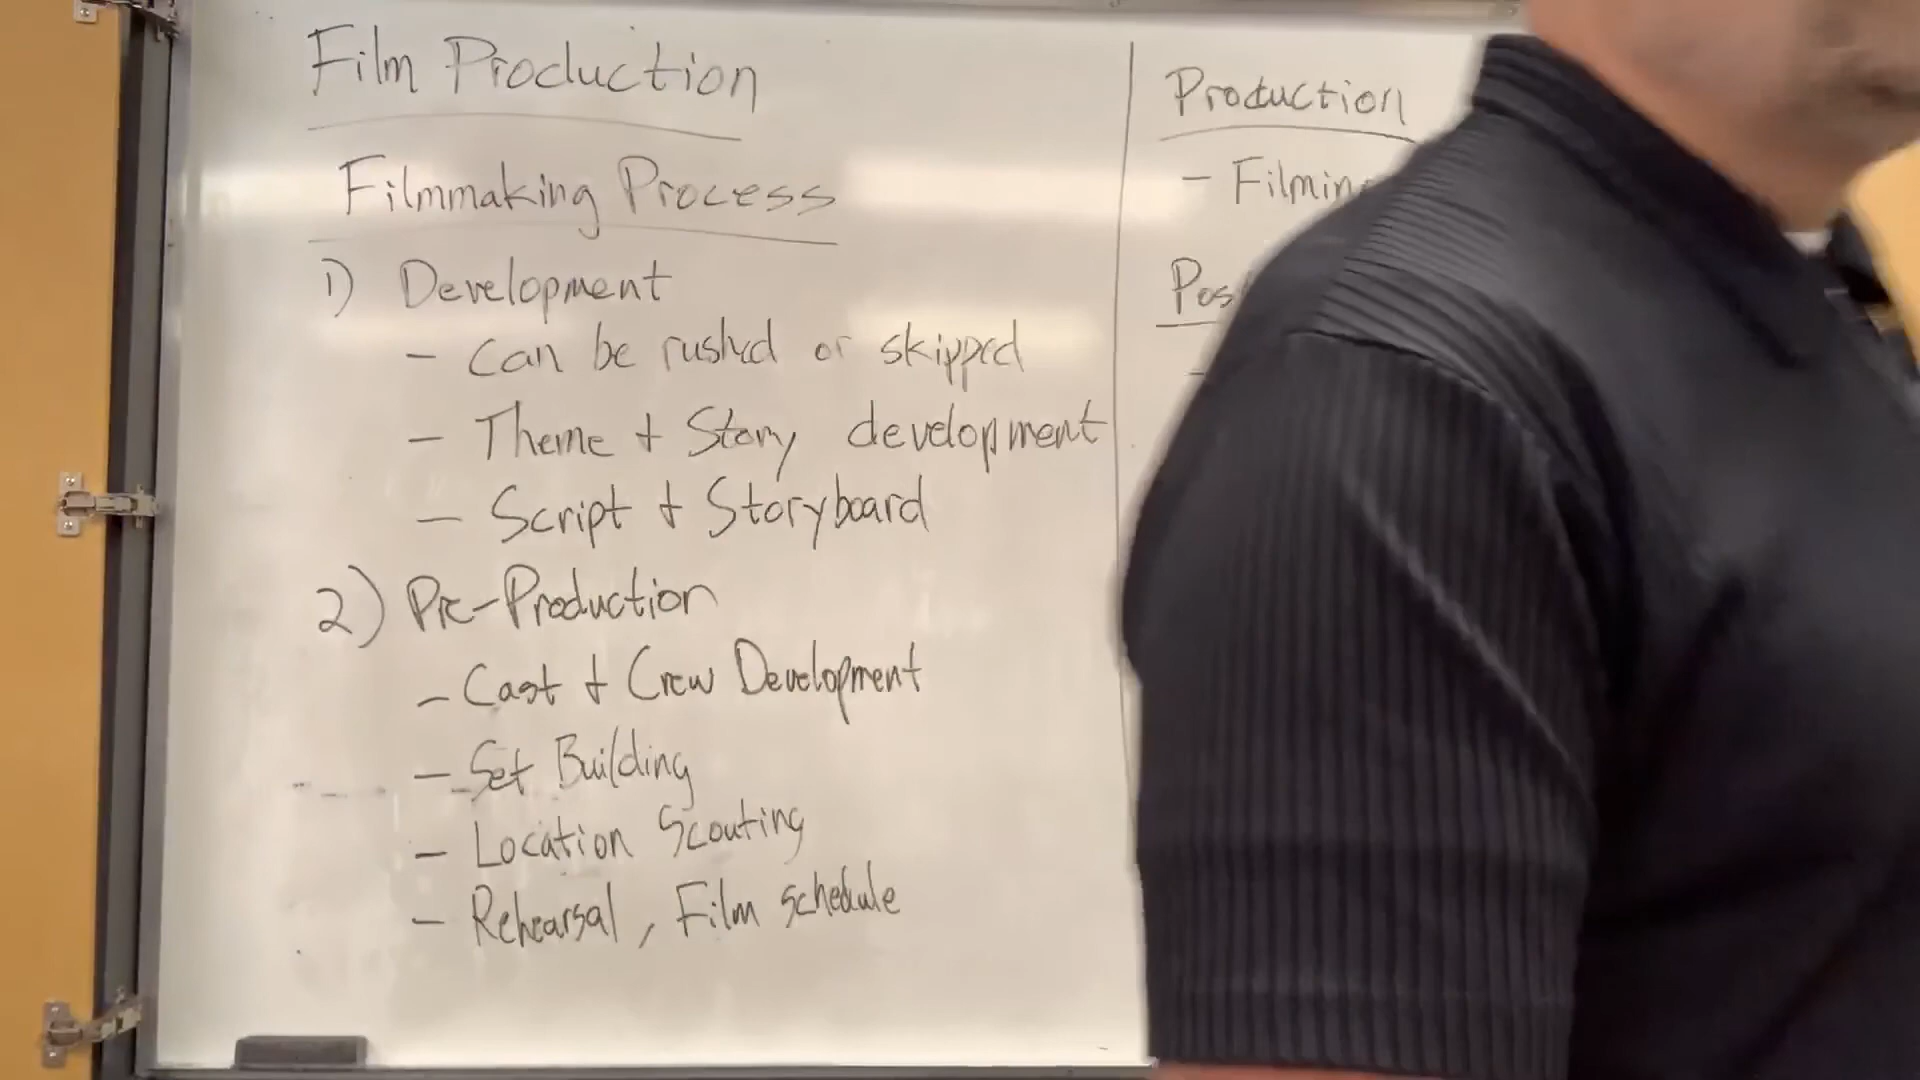 Film Production
Filmmaking Process
1) Development
- Can be rushed or skipped
- Theme + Story development
- Script + Storyboard
2) Pre-Production
- Cast + Crew Development
- Set Building
- Location Scouting
- Rehearsal, Film schedule
Production
- Filming
Pos
-